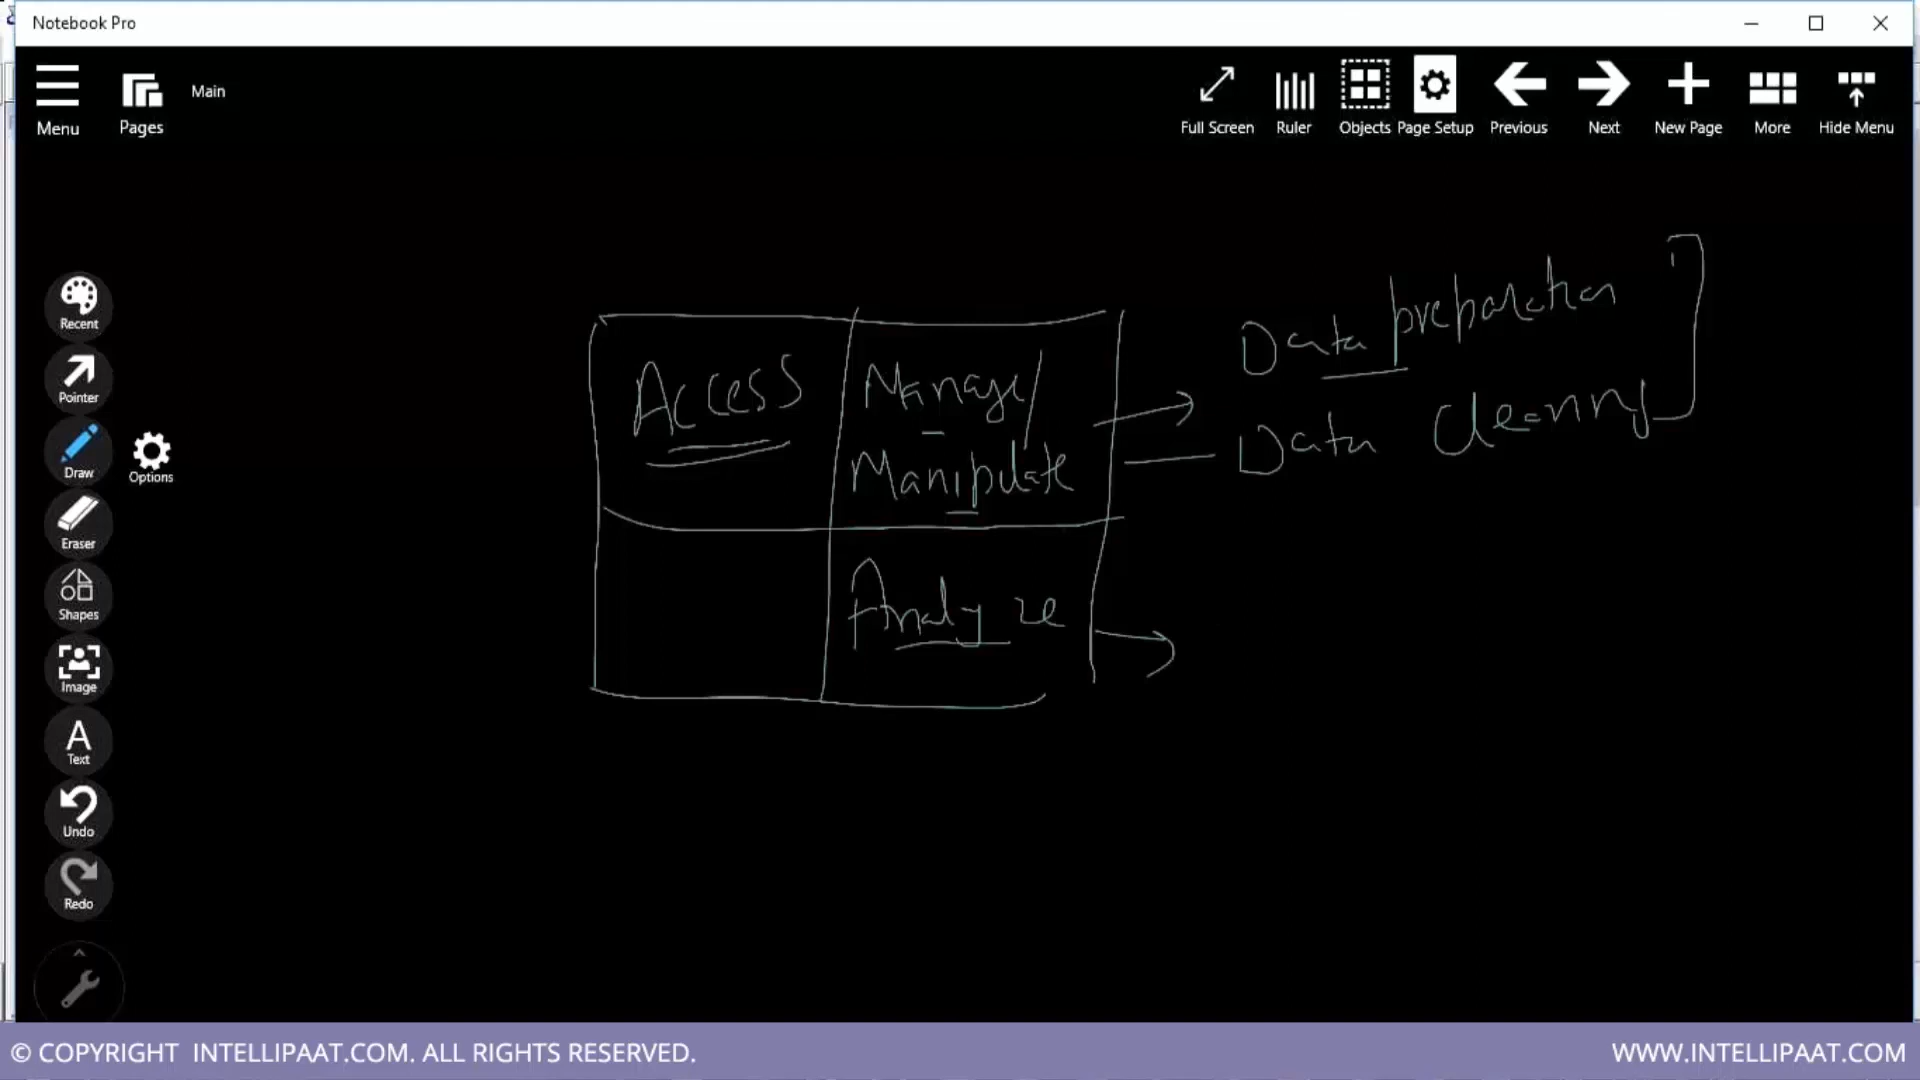 Notebook Pro
Menu
Pages
Main
Full Screen
Ruler
Objects
Page Setup
Previous
Next
New Page
More
Hide Menu
Recent
Pointer
Draw
Options
Eraser
Shapes
Image
Text
Undo
Redo
Access
Manage/
Manipulate
Analyze
Data preparation
Data Cleaning
© COPYRIGHT INTELLIPAAT.COM. ALL RIGHTS RESERVED.
WWW.INTELLIPAAT.COM